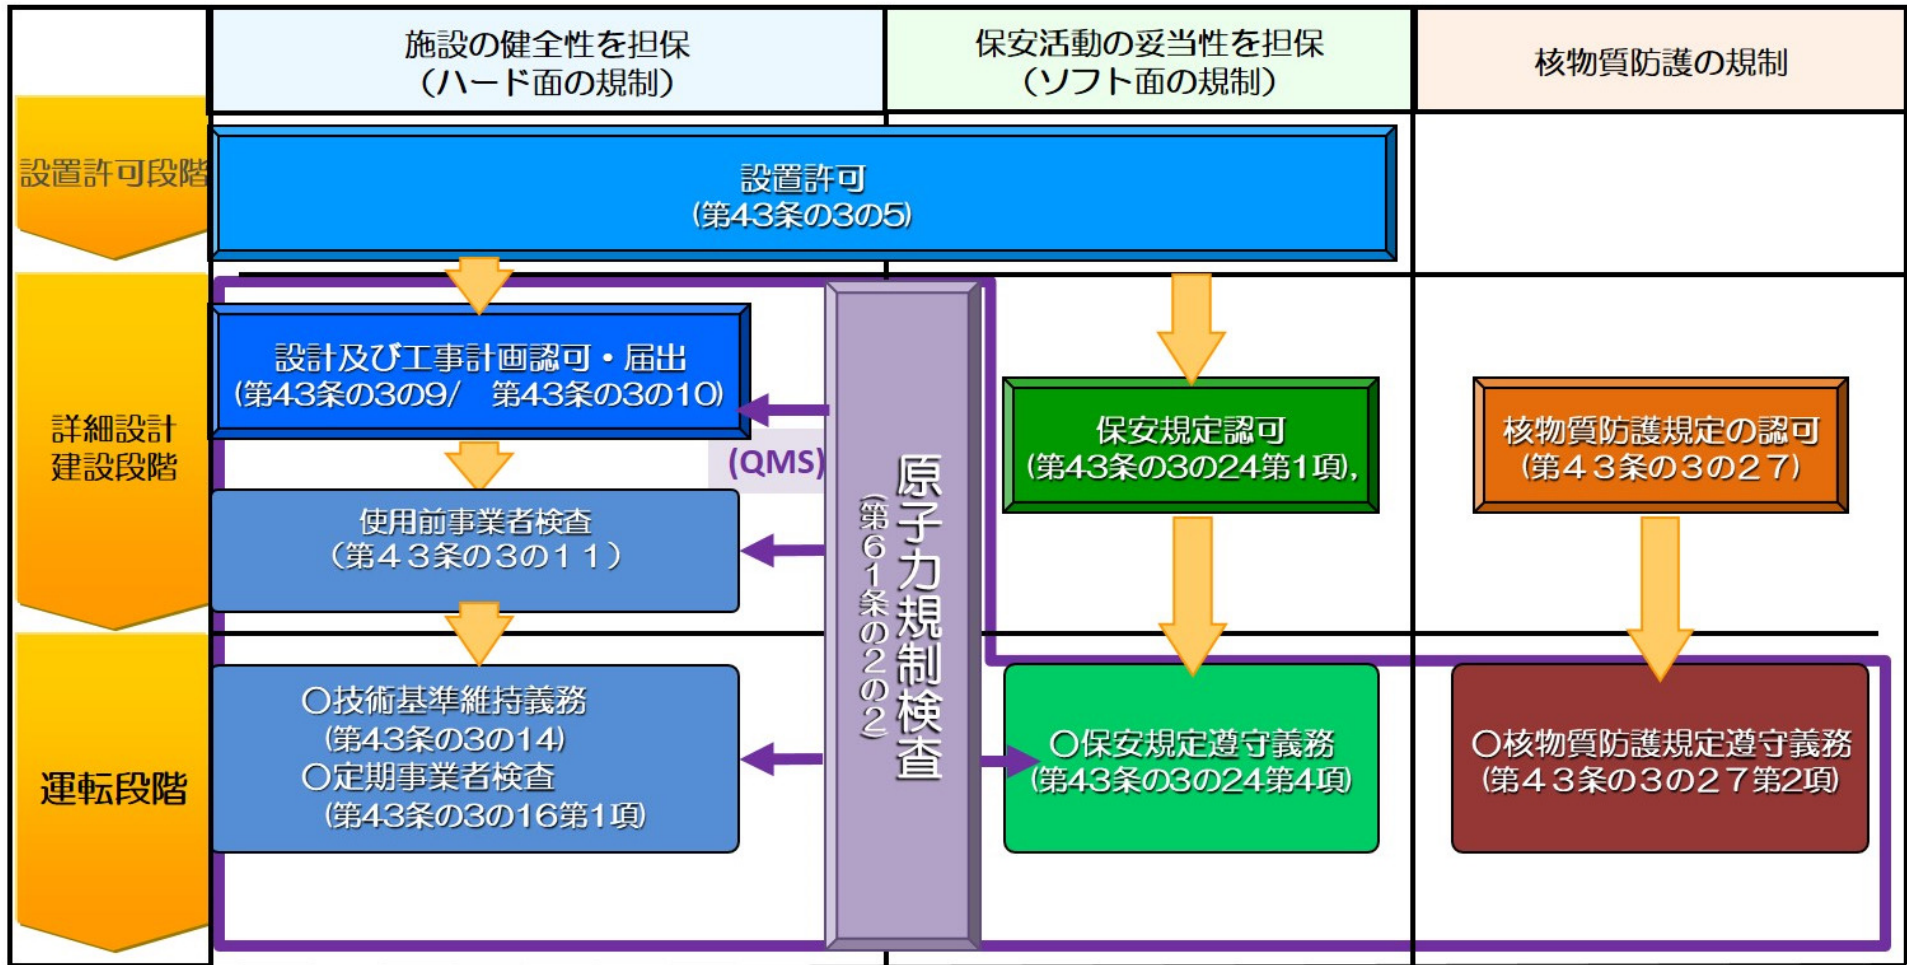 施設の健全性を担保
（ハード面の規制）
保安活動の妥当性を担保
（ソフト面の規制）
核物質防護の規制
設置許可段階
設置許可
(第43条の3の5)
詳細設計
建設段階
設計及び工事計画認可・届出
(第43条の3の9/　第43条の3の10)
(QMS)
使用前事業者検査
（第４３条の３の１１）
原子力規制検査
(第６１条の２の２)
保安規定認可
(第43条の3の24第1項),
核物質防護規定の認可
(第４３条の３の２７)
運転段階
〇技術基準維持義務
(第43条の3の14)
〇定期事業者検査
(第43条の3の16第1項)
〇保安規定遵守義務
(第43条の3の24第4項)
〇核物質防護規定遵守義務
(第４３条の３の２７第2項)